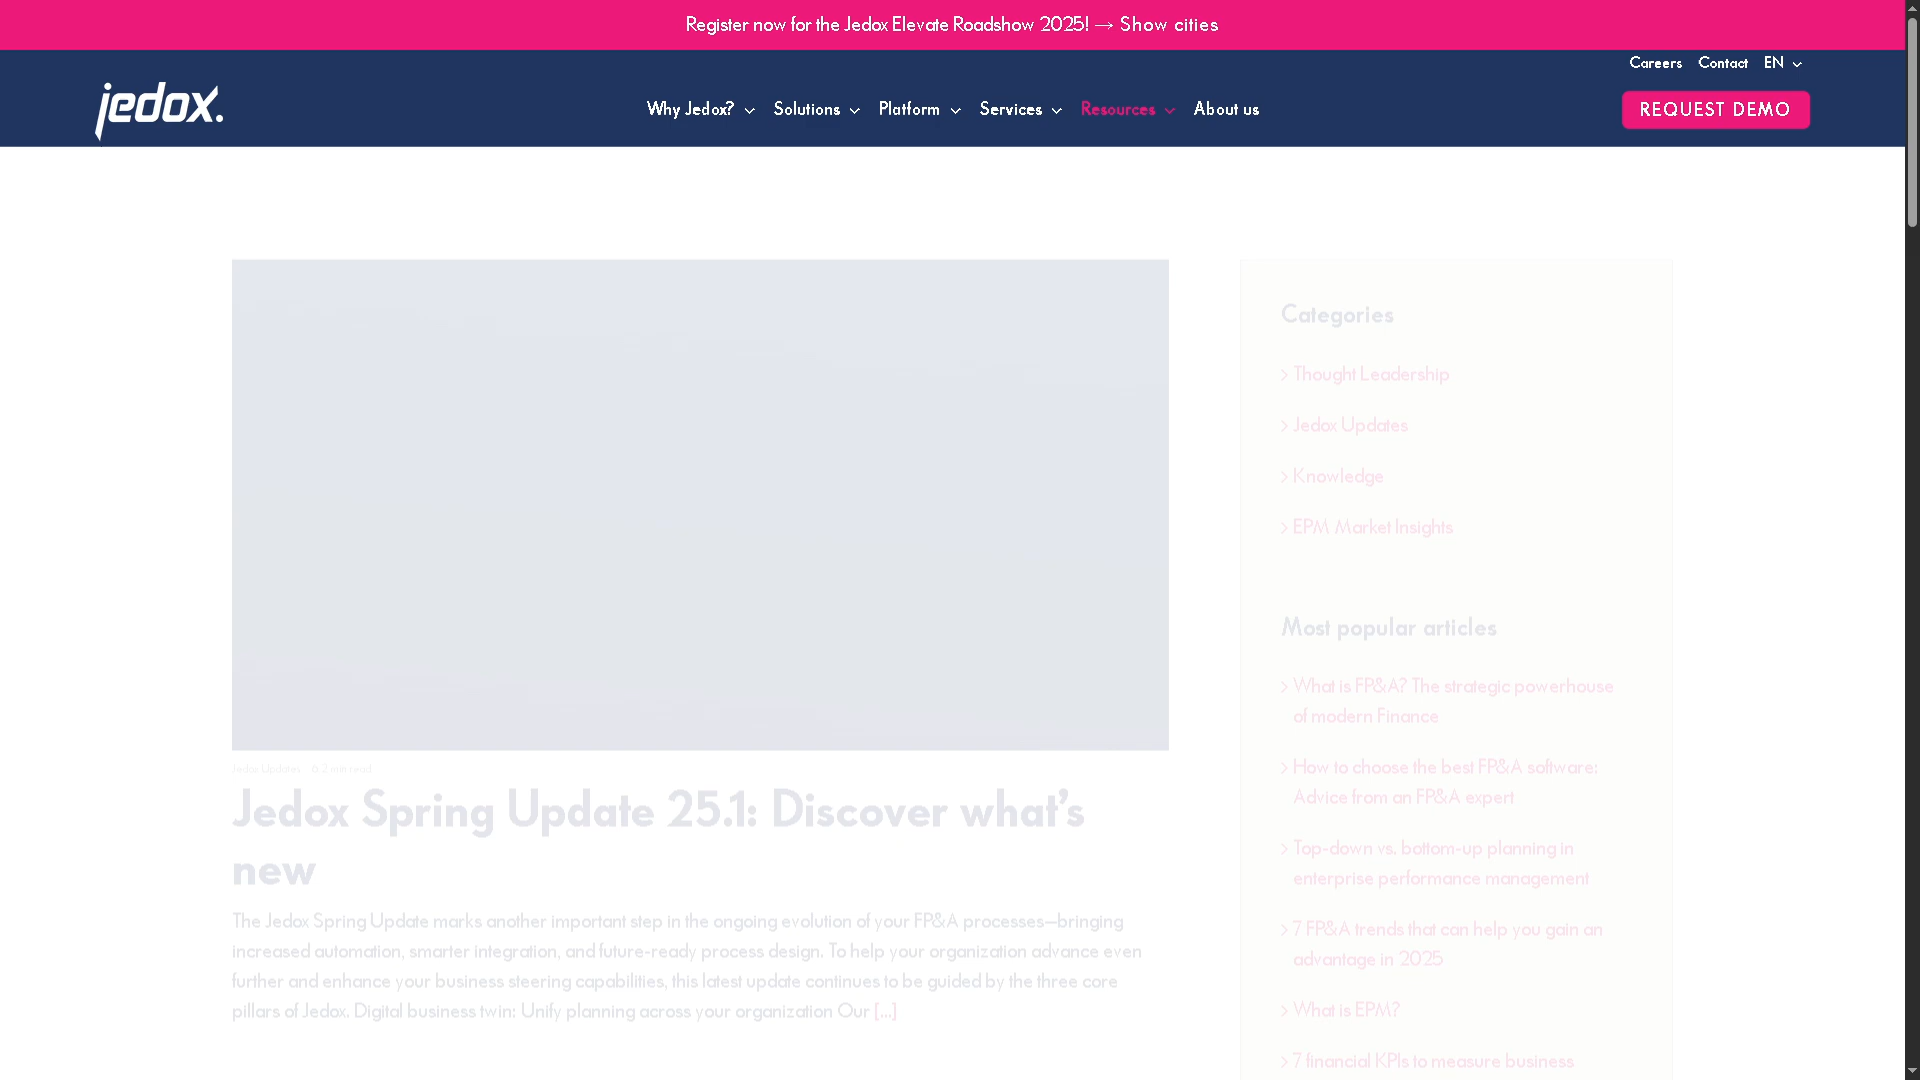 Register now for the Jedox Elevate Roadshow 2025! → Show cities
Careers Contact EN
jedox.
Why Jedox? Solutions Platform Services Resources About us
REQUEST DEMO
Jedox Updates 2 min read
Jedox Spring Update 25.1: Discover what’s
new
The Jedox Spring Update marks another important step in the ongoing evolution of your FP&A processes—bringing
increased automation, smarter integration, and future-ready process design. To help your organization advance even
further and enhance your business steering capabilities, this latest update continues to be guided by the three core
pillars of Jedox. Digital business twin: Unify planning across your organization Our [...]
Categories
Thought Leadership
Jedox Updates
Knowledge
EPM Market Insights
Most popular articles
What is FP&A? The strategic powerhouse
of modern Finance
How to choose the best FP&A software:
Advice from an FP&A expert
Top-down vs. bottom-up planning in
enterprise performance management
7 FP&A trends that can help you gain an
advantage in 2025
What is EPM?
7 financial KPIs to measure business